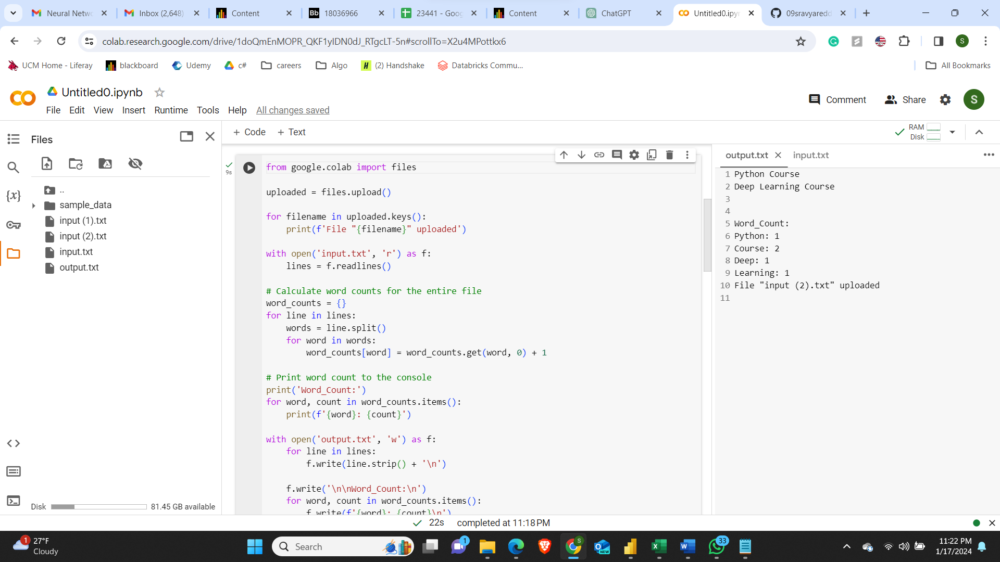 Neural Netw
Inbox (2,648)
Content
Bb 18036966
23441 - Goog
Content
ChatGPT
Untitled0.ipyn
09sravyaredd
colab.research.google.com/drive/1doQmEnMOPR_QKF1yIDN0dJ_RTgcLT-5n#scrollTo=X2u4MPottkx6
S
UCM Home - Liferay
blackboard
Udemy
c#
careers
Algo
(2) Handshake
Databricks Commu...
All Bookmarks
Untitled0.ipynb
File Edit View Insert Runtime Tools Help All changes saved
Comment
Share
S
Files
+ Code + Text
RAM
Disk
..
sample_data
input (1).txt
input (2).txt
input.txt
output.txt
Disk 81.45 GB available
9s
from google.colab import files
uploaded = files.upload()
for filename in uploaded.keys():
    print(f'File "{filename}" uploaded')
with open('input.txt', 'r') as f:
    lines = f.readlines()
# Calculate word counts for the entire file
word_counts = {}
for line in lines:
    words = line.split()
    for word in words:
        word_counts[word] = word_counts.get(word, 0) + 1
# Print word count to the console
print('Word_Count:')
for word, count in word_counts.items():
    print(f'{word}: {count}')
with open('output.txt', 'w') as f:
    for line in lines:
        f.write(line.strip() + '\n')
    f.write('\n\nWord_Count:\n')
    for word, count in word_counts.items():
        f.write(f'{word}: {count}\n')
output.txt
input.txt
1 Python Course
2 Deep Learning Course
3
4
5 Word_Count:
6 Python: 1
7 Course: 2
8 Deep: 1
9 Learning: 1
10 File "input (2).txt" uploaded
11
22s completed at 11:18 PM
1
27°F
Cloudy
Search
1
S
NEW
33
11:22 PM
1/17/2024